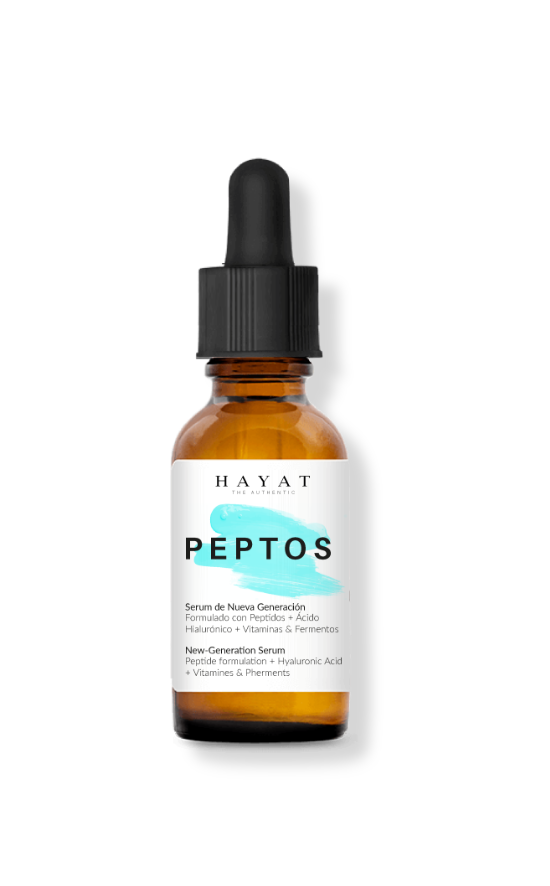 HAYAT
THE AUTHENTIC
PEPTOS
Serum de Nueva Generación
Formulado con Peptidos + Ácido
Hialurónico + Vitaminas & Fermentos
New-Generation Serum
Peptide formulation + Hyaluronic Acid
+ Vitamines & Pherments